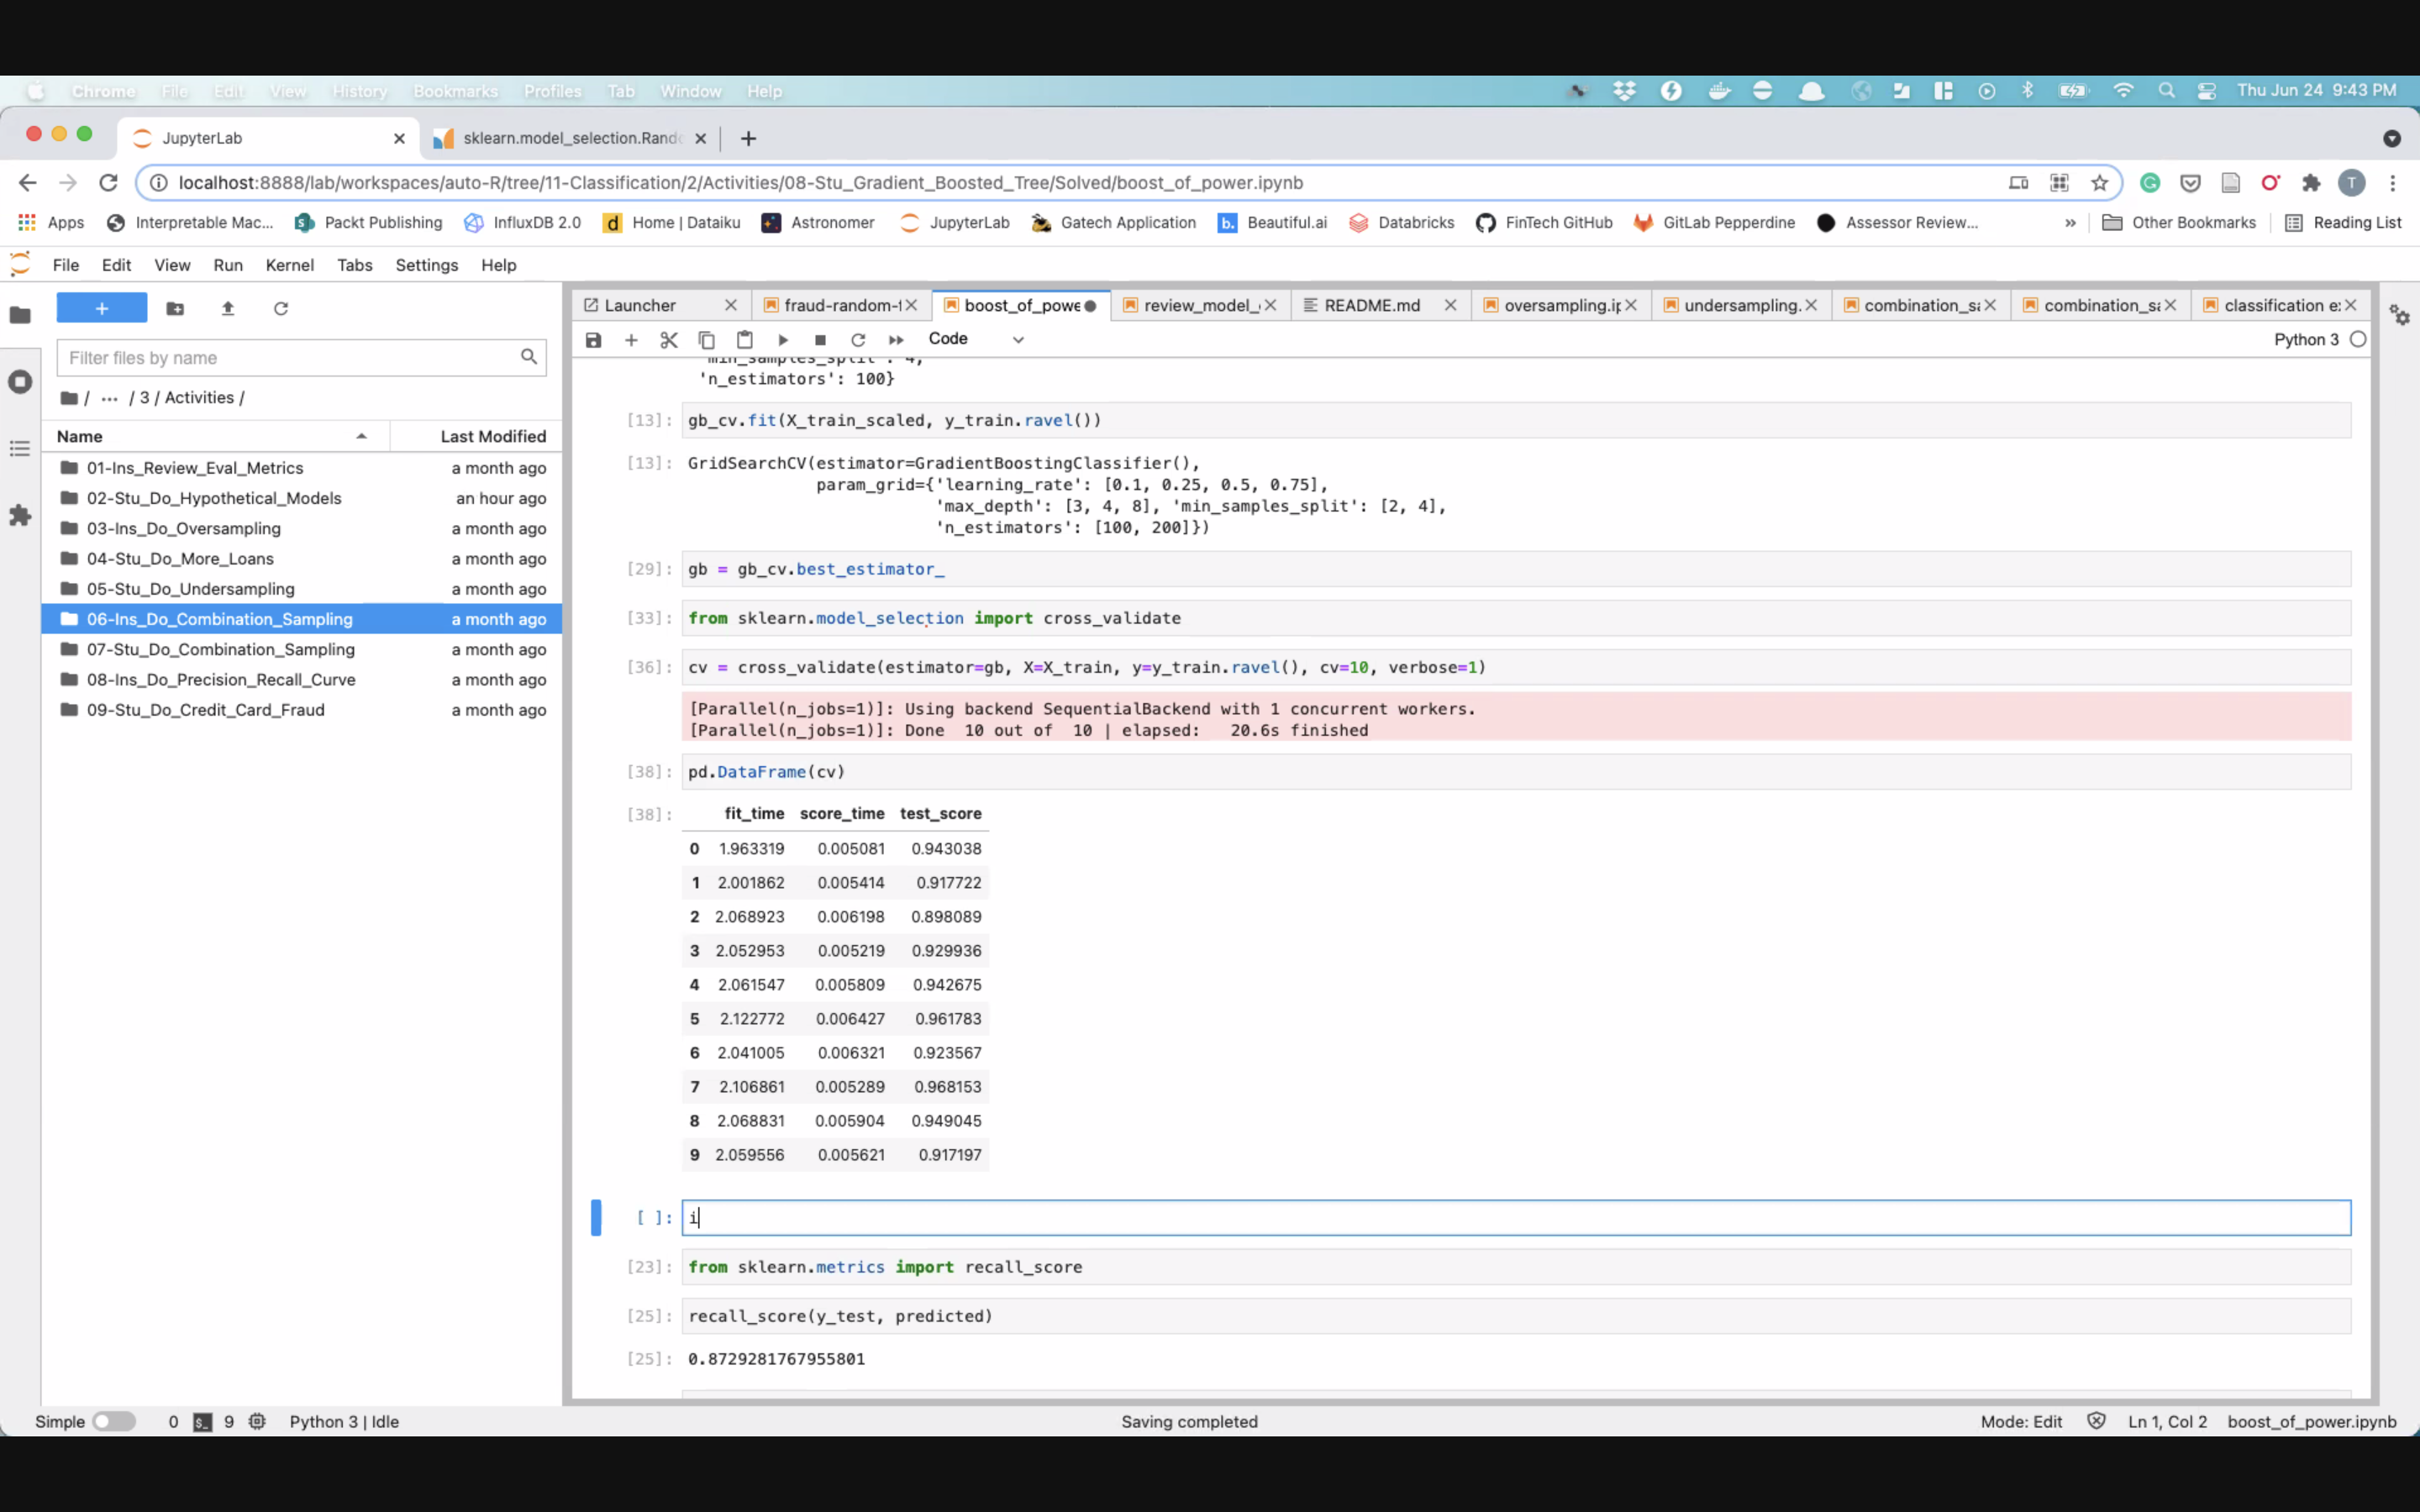 Chrome File Edit View History Bookmarks Profiles Tab Window Help Thu Jun 24 9:43 PM
JupyterLab sklearn.model_selection.Rand
localhost:8888/lab/workspaces/auto-R/tree/11-Classification/2/Activities/08-Stu_Gradient_Boosted_Tree/Solved/boost_of_power.ipynb T
Apps Interpretable Mac... Packt Publishing InfluxDB 2.0 Home | Dataiku Astronomer JupyterLab Gatech Application Beautiful.ai Databricks FinTech GitHub GitLab Pepperdine Assessor Review... » Other Bookmarks Reading List
File Edit View Run Kernel Tabs Settings Help
Launcher fraud-random-f boost_of_powe review_model_ README.md oversampling.ip undersampling. combination_sa combination_sa classification e
Code Python 3
Filter files by name
/ ... / 3 / Activities /
Name Last Modified
01-Ins_Review_Eval_Metrics a month ago
02-Stu_Do_Hypothetical_Models an hour ago
03-Ins_Do_Oversampling a month ago
04-Stu_Do_More_Loans a month ago
05-Stu_Do_Undersampling a month ago
06-Ins_Do_Combination_Sampling a month ago
07-Stu_Do_Combination_Sampling a month ago
08-Ins_Do_Precision_Recall_Curve a month ago
09-Stu_Do_Credit_Card_Fraud a month ago
'min_samples_split': 4,
'n_estimators': 100}
[13]: gb_cv.fit(X_train_scaled, y_train.ravel())
[13]: GridSearchCV(estimator=GradientBoostingClassifier(),
param_grid={'learning_rate': [0.1, 0.25, 0.5, 0.75],
'max_depth': [3, 4, 8], 'min_samples_split': [2, 4],
'n_estimators': [100, 200]})
[29]: gb = gb_cv.best_estimator_
[33]: from sklearn.model_selection import cross_validate
[36]: cv = cross_validate(estimator=gb, X=X_train, y=y_train.ravel(), cv=10, verbose=1)
[Parallel(n_jobs=1)]: Using backend SequentialBackend with 1 concurrent workers.
[Parallel(n_jobs=1)]: Done 10 out of 10 | elapsed: 20.6s finished
[38]: pd.DataFrame(cv)
[38]: fit_time score_time test_score
0 1.963319 0.005081 0.943038
1 2.001862 0.005414 0.917722
2 2.068923 0.006198 0.898089
3 2.052953 0.005219 0.929936
4 2.061547 0.005809 0.942675
5 2.122772 0.006427 0.961783
6 2.041005 0.006321 0.923567
7 2.106861 0.005289 0.968153
8 2.068831 0.005904 0.949045
9 2.059556 0.005621 0.917197
[ ]: i
[23]: from sklearn.metrics import recall_score
[25]: recall_score(y_test, predicted)
[25]: 0.8729281767955801
Simple 0 9 Python 3 | Idle Saving completed Mode: Edit Ln 1, Col 2 boost_of_power.ipynb